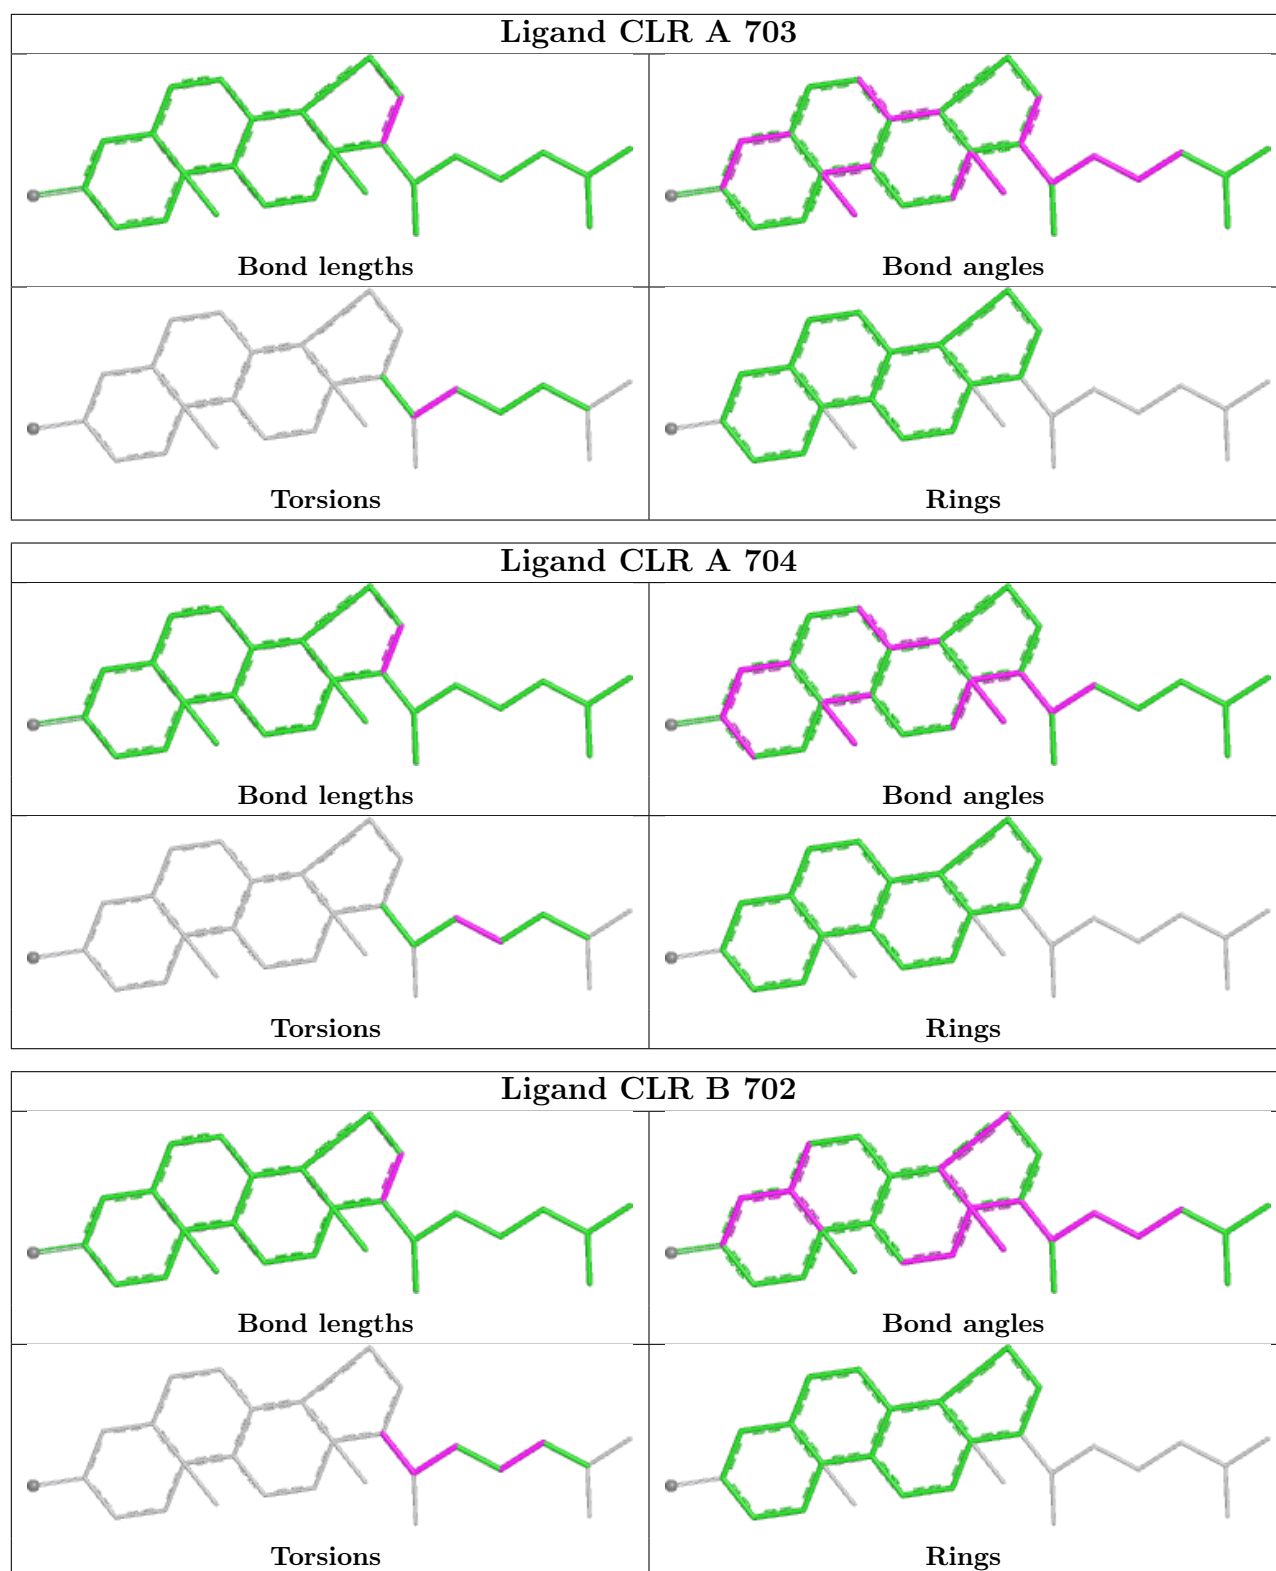 Ligand CLR A 703
Bond lengths
Bond angles
Torsions
Rings
Ligand CLR A 704
Bond lengths
Bond angles
Torsions
Rings
Ligand CLR B 702
Bond lengths
Bond angles
Torsions
Rings